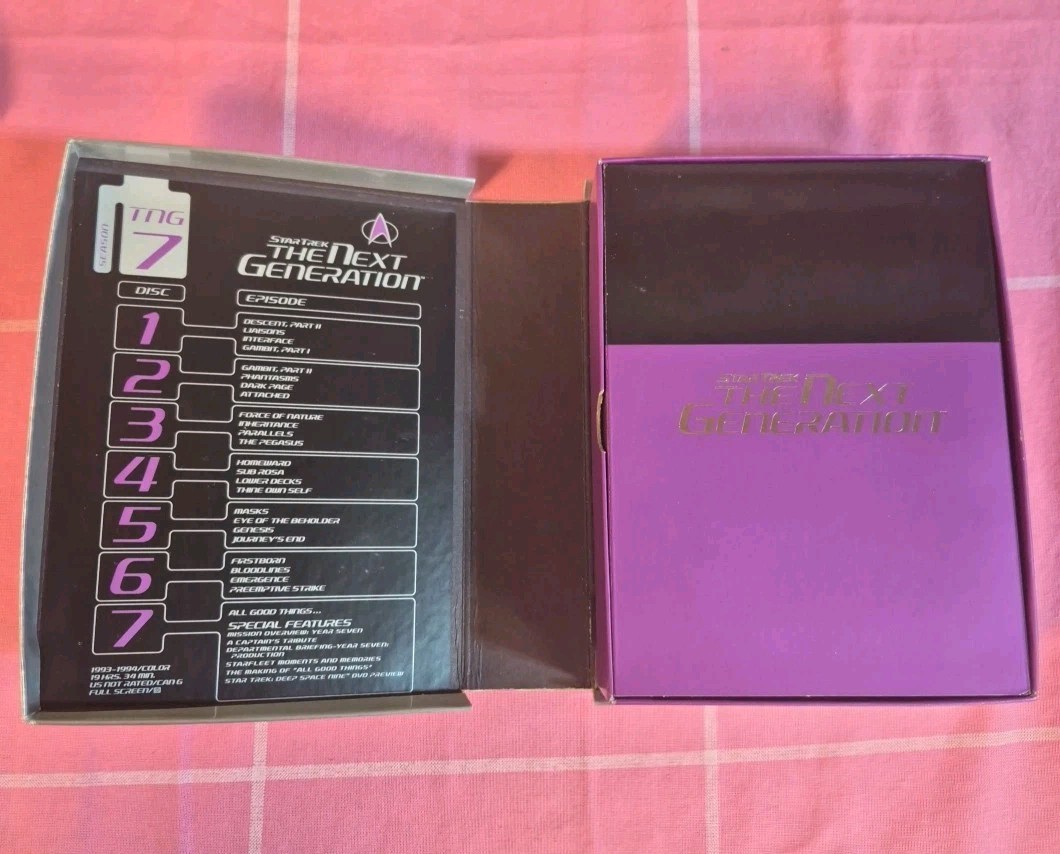 SEASON
TNG
7
STAR TREK
THE NEXT
GENERATION
DISC
EPISODE
1
DESCENT, PART II
LIAISONS
INTERFACE
GAMBIT, PART I
2
GAMBIT, PART II
PHANTASMS
DARK PAGE
ATTACHED
3
FORCE OF NATURE
INHERITANCE
PARALLELS
THE PEGASUS
4
HOMEWARD
SUB ROSA
LOWER DECKS
THINE OWN SELF
5
MASKS
EYE OF THE BEHOLDER
GENESIS
JOURNEY'S END
6
FIRSTBORN
BLOODLINES
EMERGENCE
PREEMPTIVE STRIKE
7
ALL GOOD THINGS...
SPECIAL FEATURES
MISSION OVERVIEW: YEAR SEVEN
A CAPTAIN'S TRIBUTE
DEPARTMENTAL BRIEFING-YEAR SEVEN:
PRODUCTION
STARFLEET MOMENTS AND MEMORIES
THE MAKING OF "ALL GOOD THINGS"
STAR TREK: DEEP SPACE NINE" DVD PREVIEW
1993-1994/COLOR
19 HRS. 34 MIN.
US NOT RATED/CAN G
FULL SCREEN/
STAR TREK
THE NEXT
GENERATION